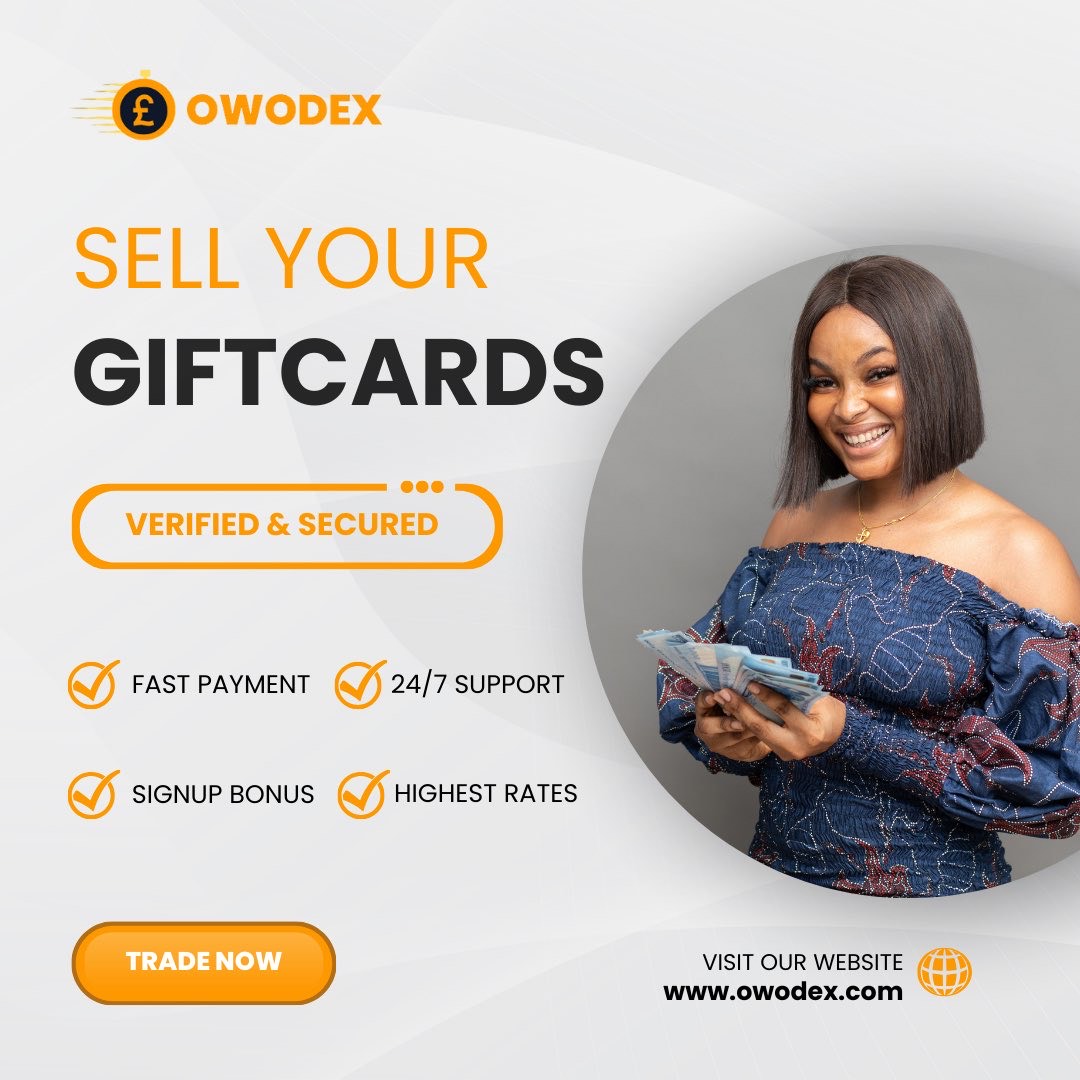 £ OWODEX
SELL YOUR
GIFTCARDS
VERIFIED & SECURED
FAST PAYMENT
24/7 SUPPORT
SIGNUP BONUS
HIGHEST RATES
TRADE NOW
VISIT OUR WEBSITE
www.owodex.com